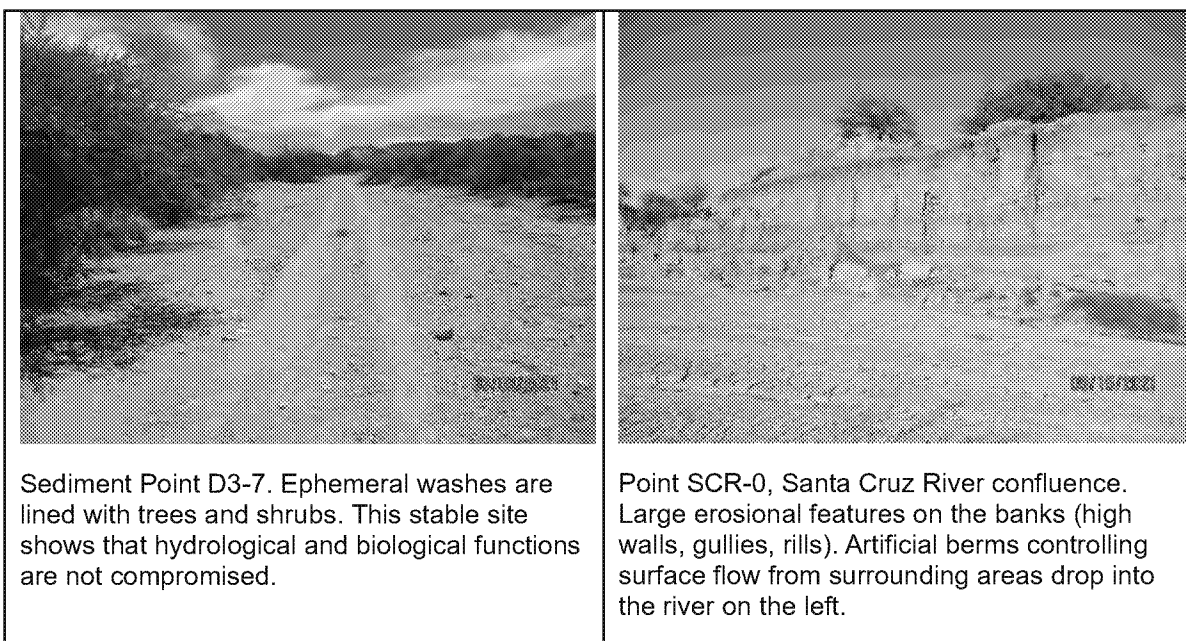 Sediment Point D3-7. Ephemeral washes are
lined with trees and shrubs. This stable site
shows that hydrological and biological functions
are not compromised.
Point SCR-0, Santa Cruz River confluence.
Large erosional features on the banks (high
walls, gullies, rills). Artificial berms controlling
surface flow from surrounding areas drop into
the river on the left.